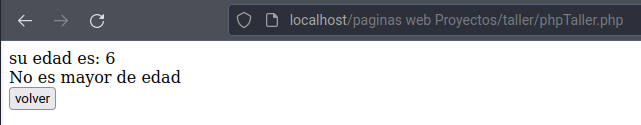 localhost/paginas web Proyectos/taller/phpTaller.php
su edad es: 6
No es mayor de edad
volver